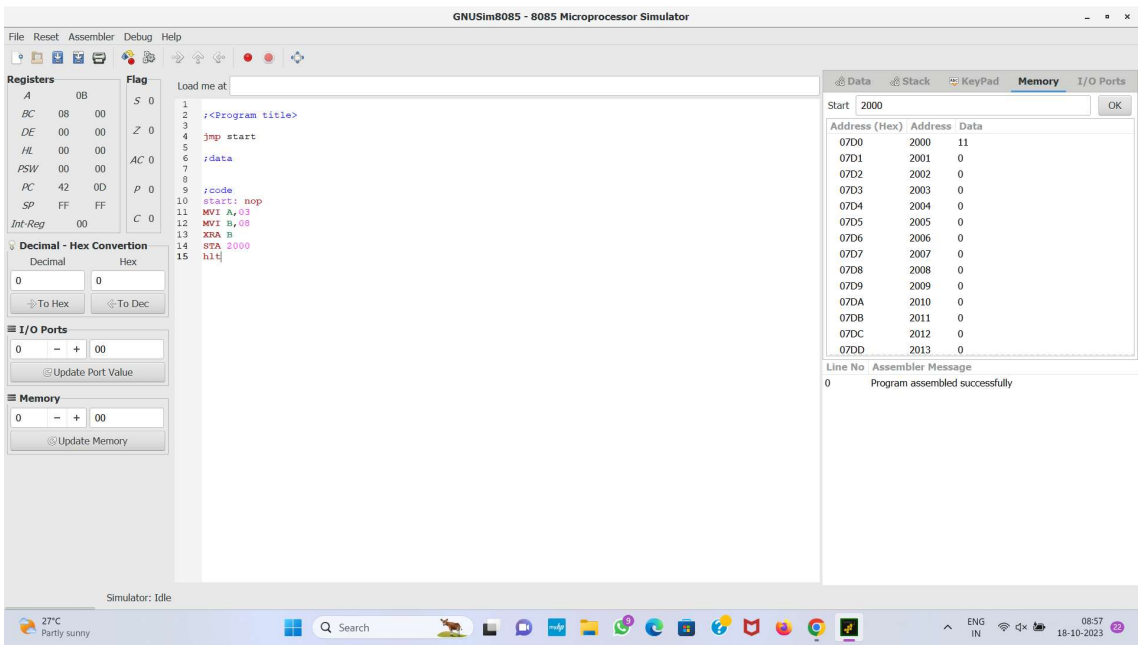 GNUSim8085 - 8085 Microprocessor Simulator
File Reset Assembler Debug Help
Registers
A 0B
BC 08 00
DE 00 00
HL 00 00
PSW 00 00
PC 42 0D
SP FF FF
Int-Reg 00
Flag
S 0
Z 0
AC 0
P 0
C 0
Decimal - Hex Convertion
Decimal Hex
0 0
To Hex To Dec
I/O Ports
0 - + 00
Update Port Value
Memory
0 - + 00
Update Memory
Load me at
1
2 ;<Program title>
3
4 jmp start
5
6 ;data
7
8
9 ;code
10 start: nop
11 MVI A,03
12 MVI B,08
13 XRA B
14 STA 2000
15 hlt
Data Stack KeyPad Memory I/O Ports
Start 2000 OK
Address (Hex) Address Data
07D0 2000 11
07D1 2001 0
07D2 2002 0
07D3 2003 0
07D4 2004 0
07D5 2005 0
07D6 2006 0
07D7 2007 0
07D8 2008 0
07D9 2009 0
07DA 2010 0
07DB 2011 0
07DC 2012 0
07DD 2013 0
Line No Assembler Message
0 Program assembled successfully
Simulator: Idle
27°C
Partly sunny
Search
9
ENG
IN
08:57
18-10-2023
22